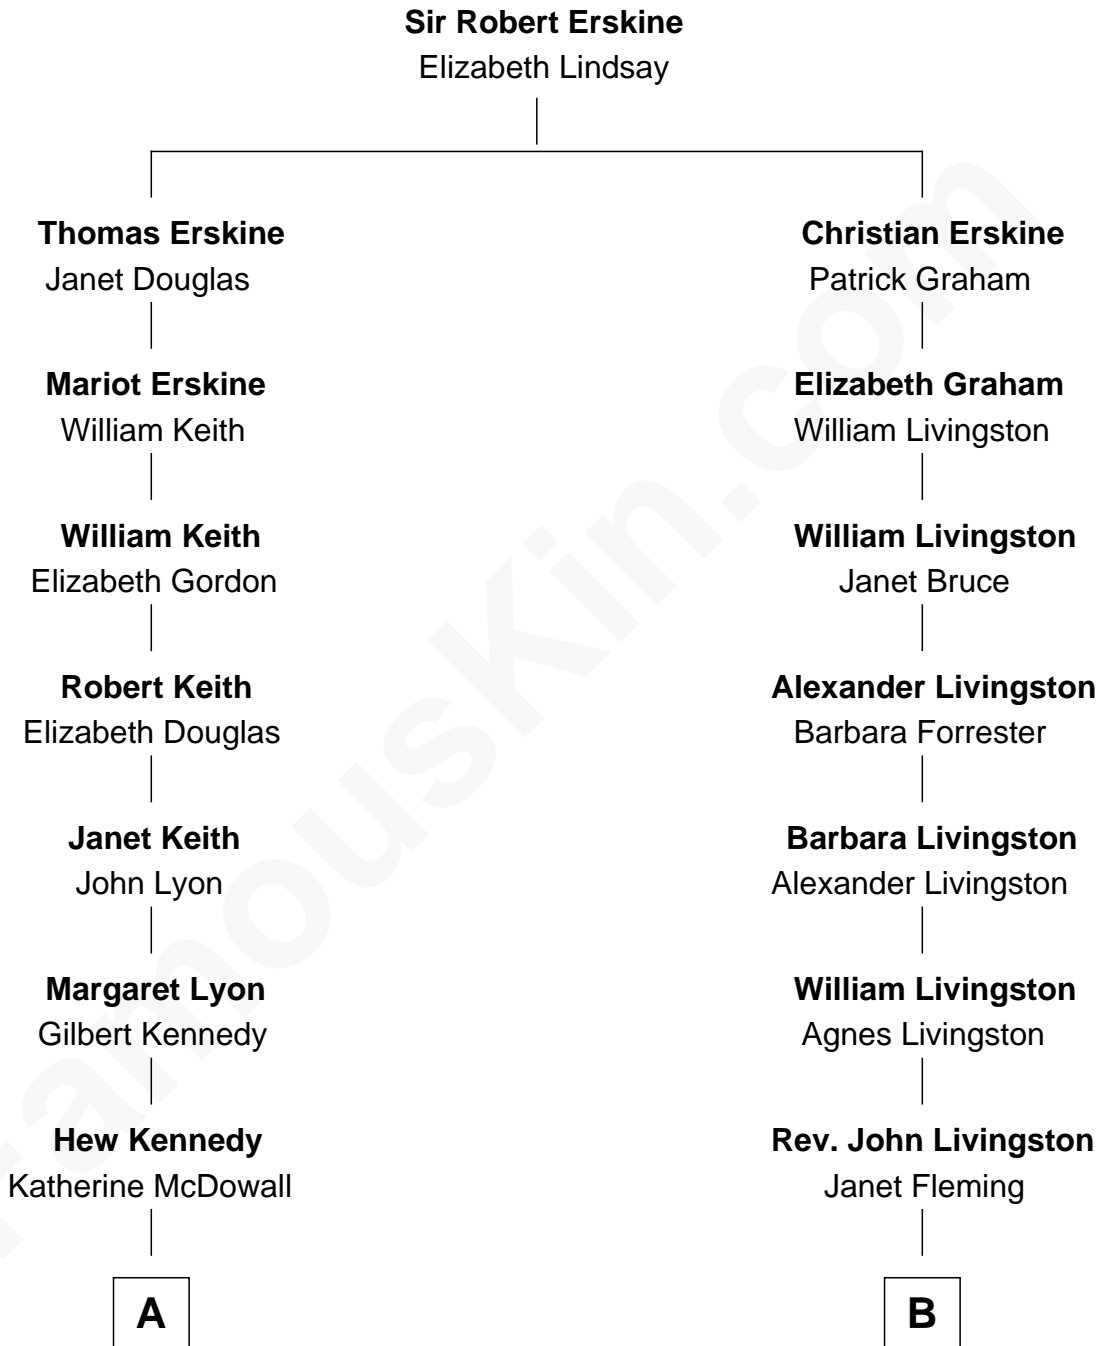 Sir Robert Erskine
Elizabeth Lindsay
Thomas Erskine
Janet Douglas
Mariot Erskine
William Keith
William Keith
Elizabeth Gordon
Robert Keith
Elizabeth Douglas
Janet Keith
John Lyon
Margaret Lyon
Gilbert Kennedy
Hew Kennedy
Katherine McDowall
A
Christian Erskine
Patrick Graham
Elizabeth Graham
William Livingston
William Livingston
Janet Bruce
Alexander Livingston
Barbara Forrester
Barbara Livingston
Alexander Livingston
William Livingston
Agnes Livingston
Rev. John Livingston
Janet Fleming
B
FamousKin.com